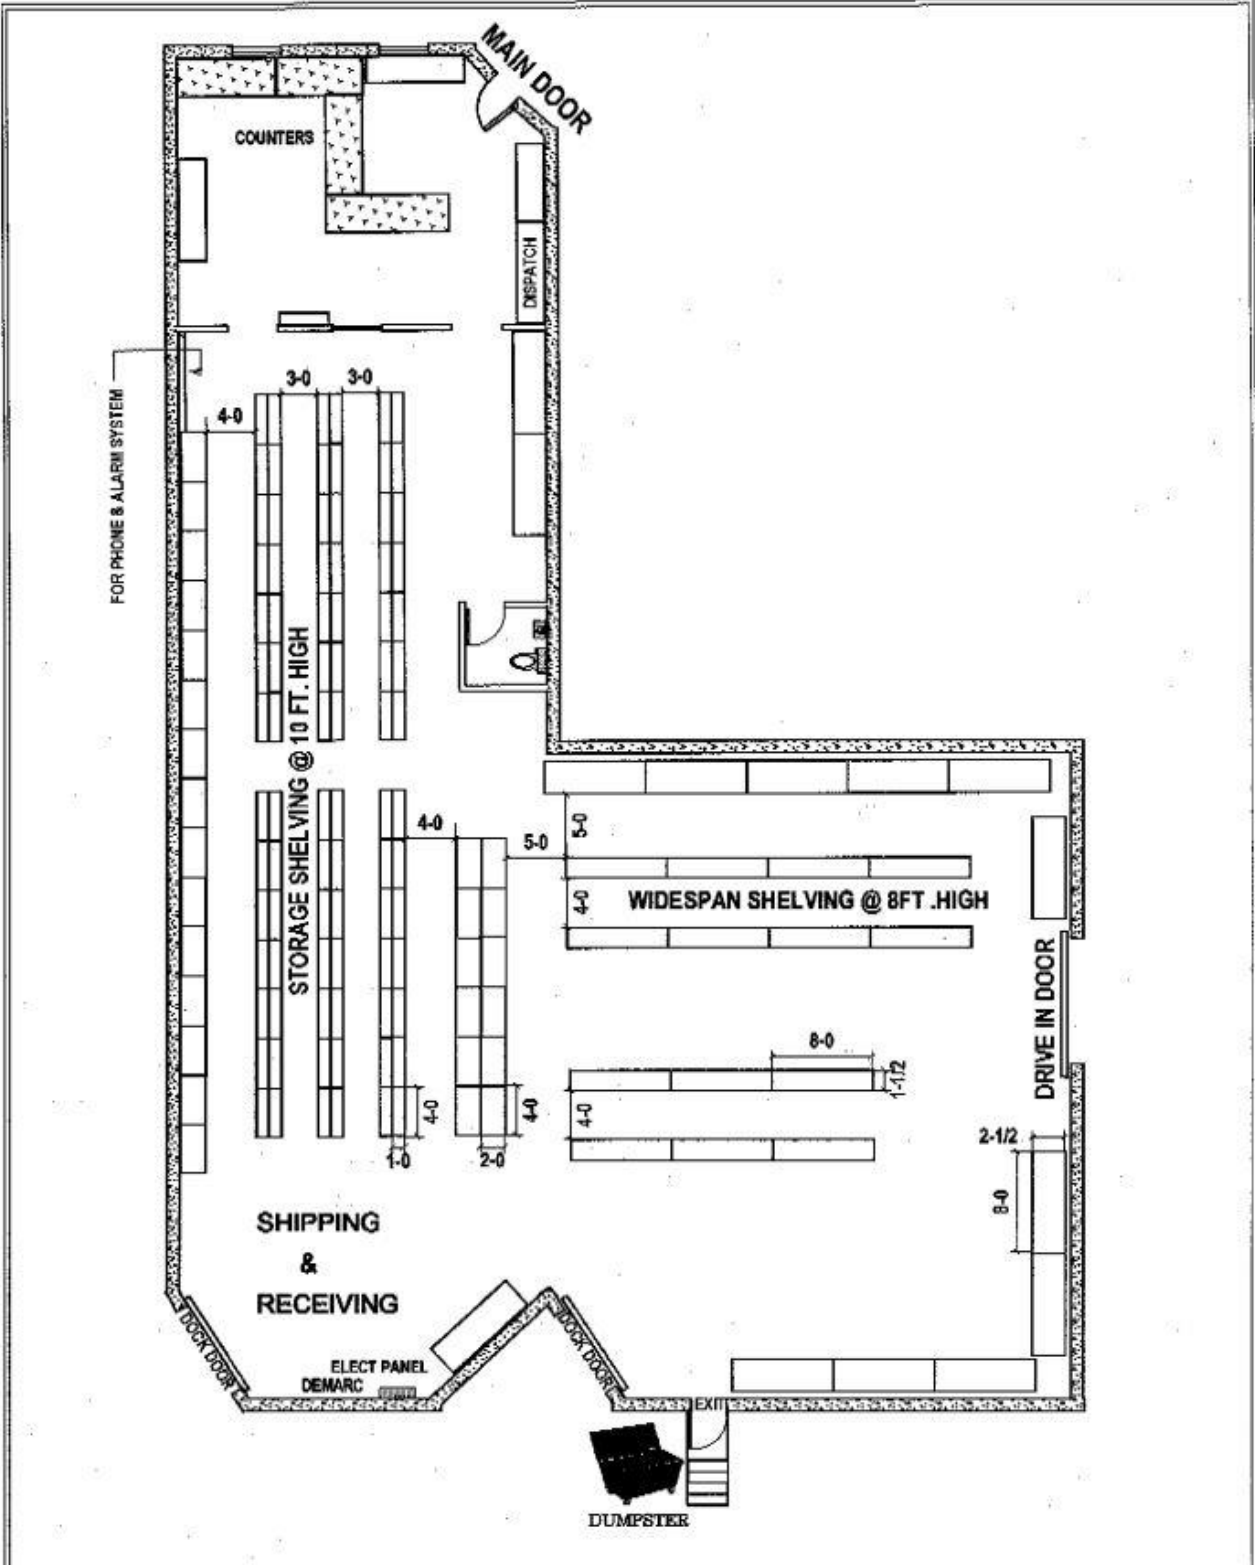 MAIN DOOR
COUNTERS
DISPATCH
FOR PHONE & ALARM SYSTEM
3-0
3-0
4-0
STORAGE SHELVING @ 10 FT. HIGH
4-0
5-0
5-0
4-0
WIDESPAN SHELVING @ 8FT .HIGH
DRIVE IN DOOR
8-0
1-1/2
4-0
4-0
4-0
1-0
2-0
2-1/2
8-0
SHIPPING
&
RECEIVING
DOCK DOOR
DOCK DOOR
ELECT PANEL
DEMARC
EXIT
DUMPSTER